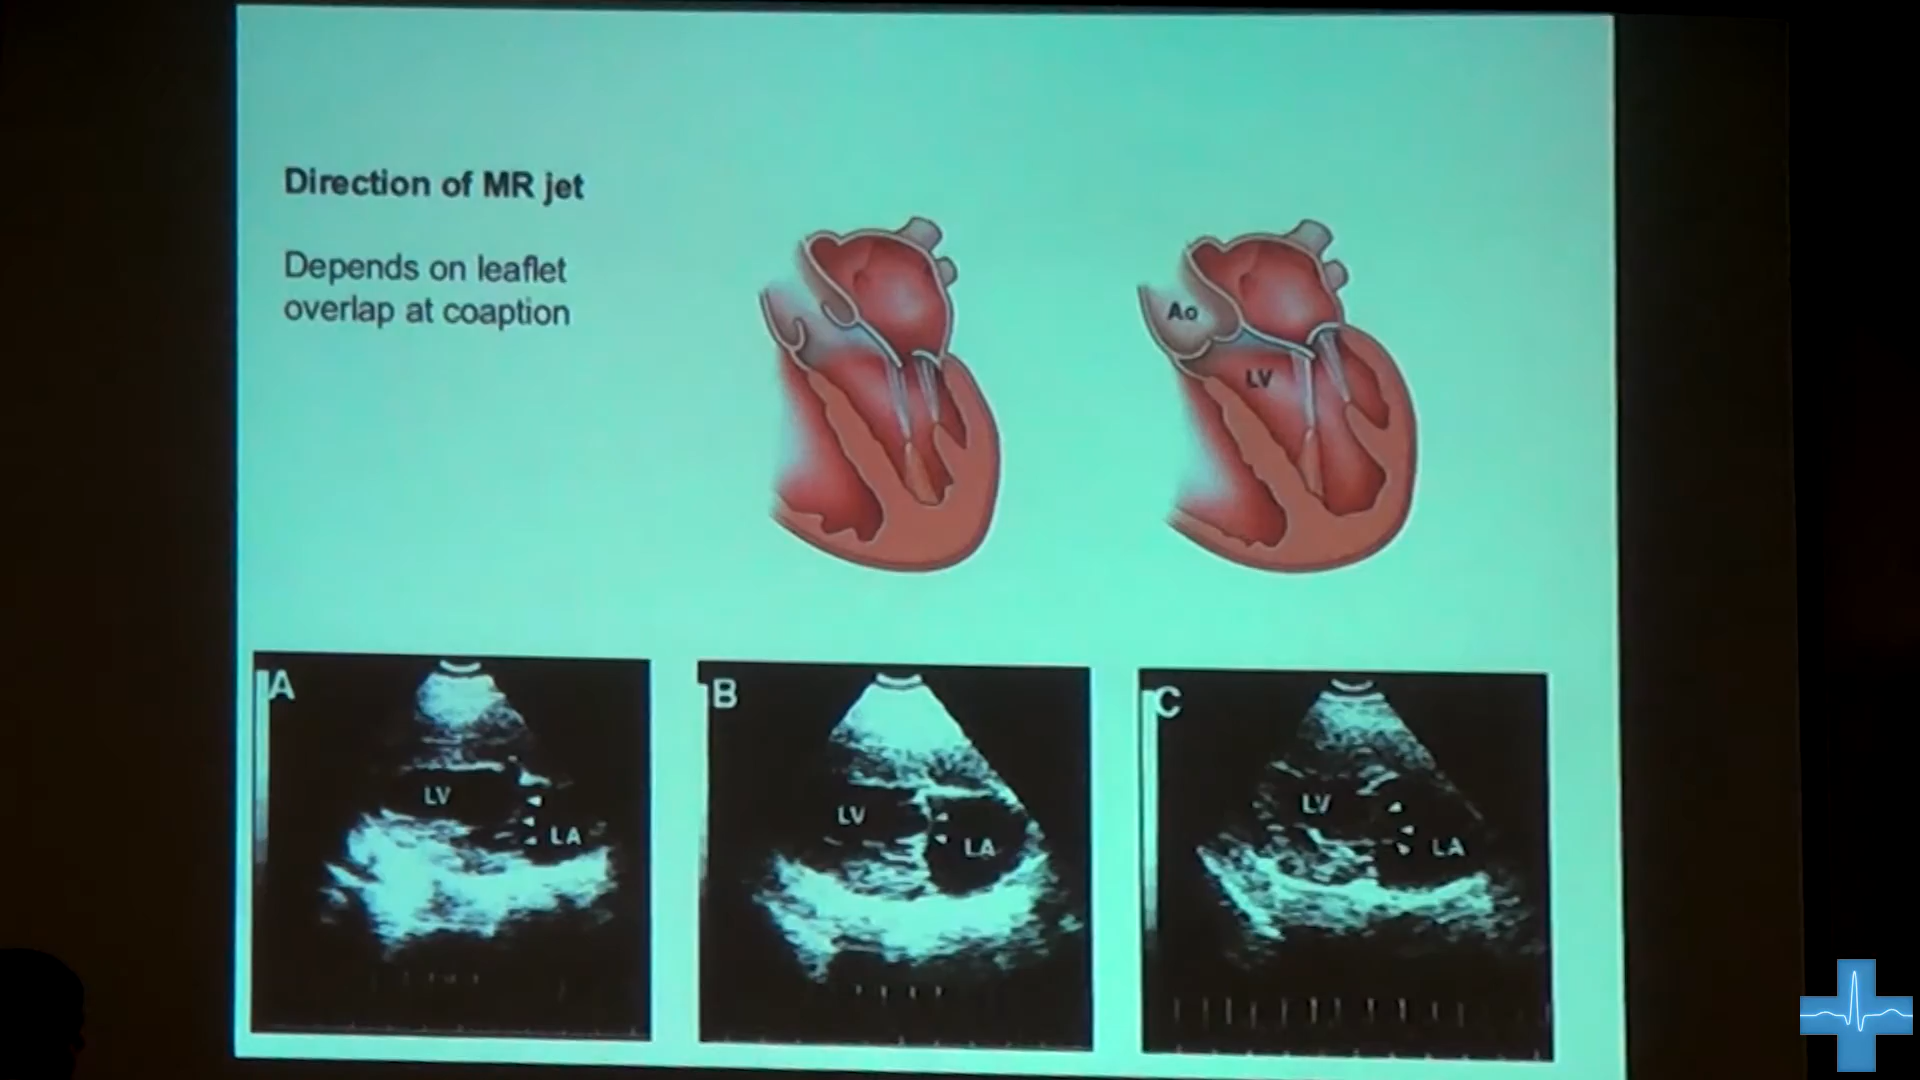 Direction of MR jet
Depends on leaflet
overlap at coaption
Ao
LV
A
LV
LA
B
LV
LA
C
LV
LA